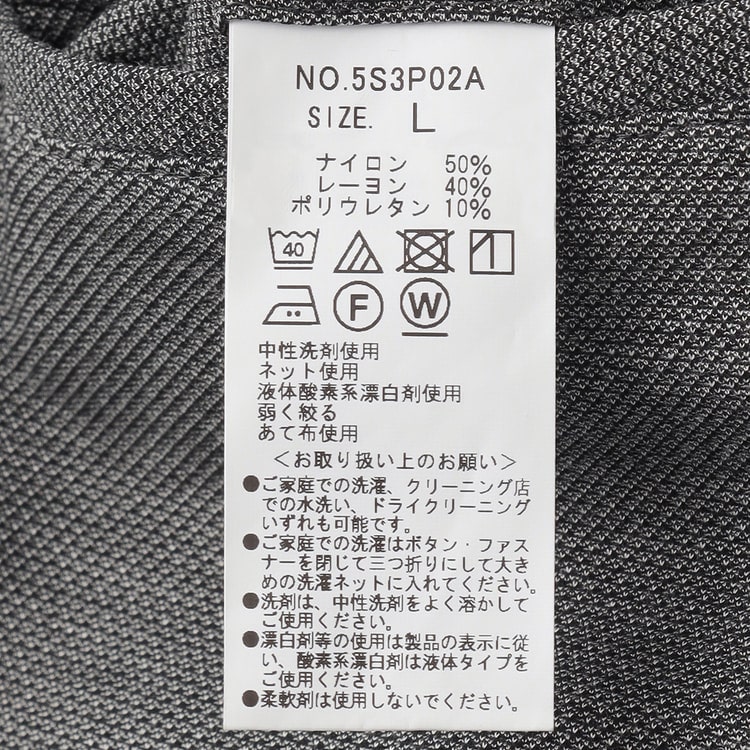 NO.5S3P02A
SIZE. L
ナイロン 50%
レーヨン 40%
ポリウレタン 10%
40
F W
中性洗剤使用
ネット使用
液体酸素系漂白剤使用
弱く絞る
あて布使用
＜お取り扱い上のお願い＞
●ご家庭での洗濯、クリーニング店
での水洗い、ドライクリーニング
いずれも可能です。
●ご家庭での洗濯はボタン・ファス
ナーを閉じて三つ折りにして大き
めの洗濯ネットに入れてください。
●洗剤は、中性洗剤をよく溶かして
ご使用ください。
●漂白剤等の使用は製品の表示に従
い、酸素系漂白剤は液体タイプを
ご使用ください。
●柔軟剤は使用しないでください。